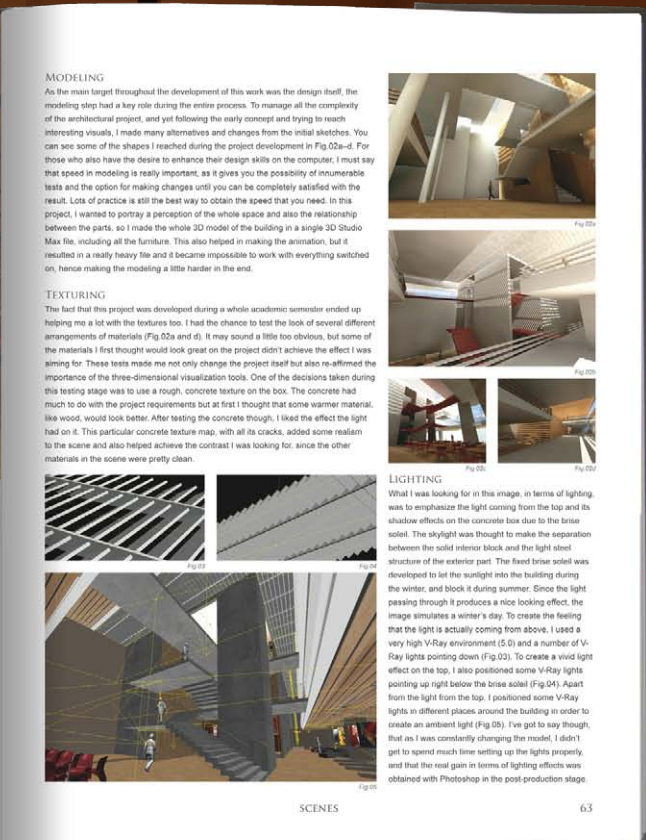 MODELING
As the main target throughout the development of this work was the design itself, the
modeling step had a key role during the entire process. To manage all the complexity
of the architectural project, and yet following the early concept and trying to reach
interesting visuals, I made many alternatives and changes from the initial sketches. You
can see some of the shapes I reached during the project development in Fig.02a–d. For
those who also have the desire to enhance their design skills on the computer, I must say
that speed in modeling is really important, as it gives you the possibility of innumerable
tests and the option for making changes until you can be completely satisfied with the
result. Lots of practice is still the best way to obtain the speed that you need. In this
project, I wanted to portray a perception of the whole space and also the relationship
between the parts, so I made the whole 3D model of the building in a single 3D Studio
Max file, including all the furniture. This also helped in making the animation, but it
resulted in a really heavy file and it became impossible to work with everything switched
on, hence making the modeling a little harder in the end.
TEXTURING
The fact that this project was developed during a whole academic semester ended up
helping me a lot with the textures too. I had the chance to test the look of several different
arrangements of materials (Fig.02a and d). It may sound a little too obvious, but some of
the materials I first thought would look great on the project didn't achieve the effect I was
aiming for. These tests made me not only change the project itself but also re-affirmed the
importance of the three-dimensional visualization tools. One of the decisions taken during
this testing stage was to use a rough, concrete texture on the box. The concrete had
much to do with the project requirements but at first I thought that some warmer material,
like wood, would look better. After testing the concrete though, I liked the effect the light
had on it. This particular concrete texture map, with all its cracks, added some realism
to the scene and also helped achieve the contrast I was looking for, since the other
materials in the scene were pretty clean.
Fig.03
Fig.04
Fig.05
Fig.02a
Fig.02b
Fig.02c
Fig.02d
LIGHTING
What I was looking for in this image, in terms of lighting,
was to emphasize the light coming from the top and its
shadow effects on the concrete box due to the brise
soleil. The skylight was thought to make the separation
between the solid interior block and the light steel
structure of the exterior part. The fixed brise soleil was
developed to let the sunlight into the building during
the winter, and block it during summer. Since the light
passing through it produces a nice looking effect, the
image simulates a winter's day. To create the feeling
that the light is actually coming from above, I used a
very high V-Ray environment (5.0) and a number of V-
Ray lights pointing down (Fig.03). To create a vivid light
effect on the top, I also positioned some V-Ray lights
pointing up right below the brise soleil (Fig.04). Apart
from the light from the top, I positioned some V-Ray
lights in different places around the building in order to
create an ambient light (Fig.05). I've got to say though,
that as I was constantly changing the model, I didn't
get to spend much time setting up the lights properly,
and that the real gain in terms of lighting effects was
obtained with Photoshop in the post-production stage.
SCENES
63